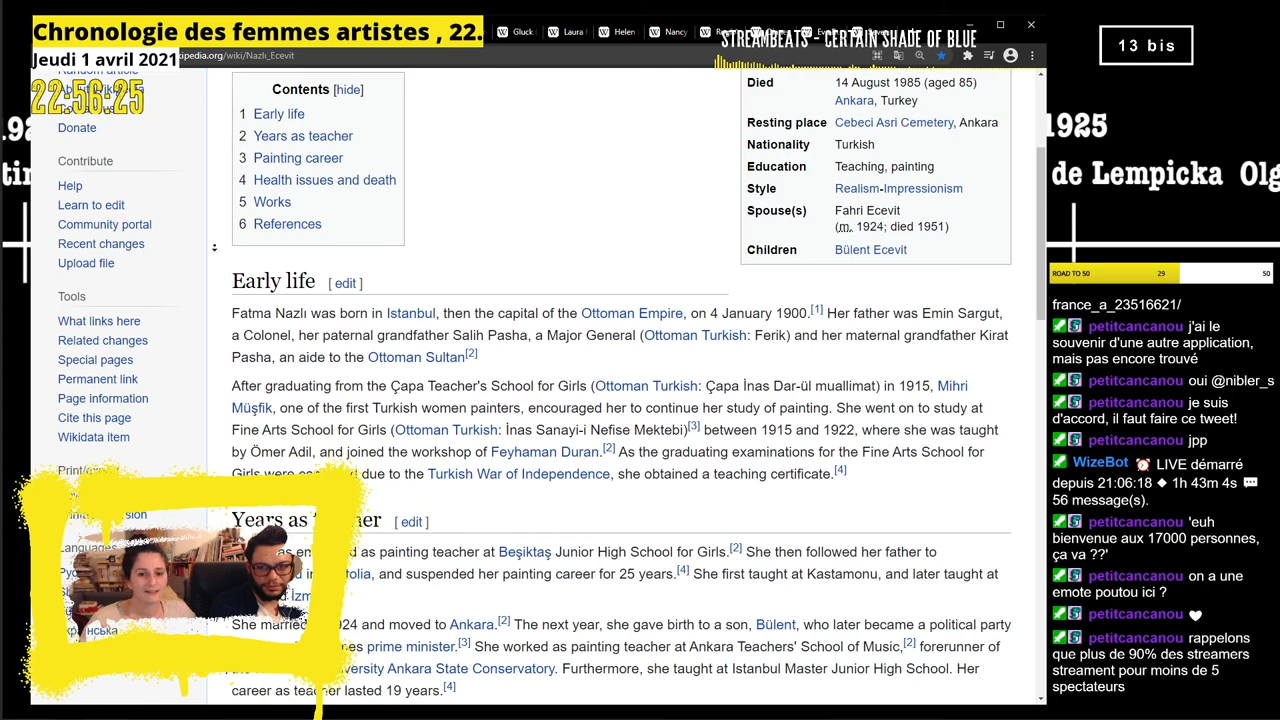 Chronologie des femmes artistes , 22.
Jeudi 1 avril 2021
22:56:25
Gluck
Laura
Helen
Nancy
STREAMBEATS - CERTAIN SHADE OF BLUE
kipedia.org/wiki/Nazlı_Ecevit
13 bis
Random article
Donate
Contribute
Help
Learn to edit
Community portal
Recent changes
Upload file
Tools
What links here
Related changes
Special pages
Permanent link
Page information
Cite this page
Wikidata item
Languages
Contents [hide]
1 Early life
2 Years as teacher
3 Painting career
4 Health issues and death
5 Works
6 References
Died 14 August 1985 (aged 85)
Ankara, Turkey
Resting place Cebeci Asri Cemetery, Ankara
Nationality Turkish
Education Teaching, painting
Style Realism-Impressionism
Spouse(s) Fahri Ecevit
(m. 1924; died 1951)
Children Bülent Ecevit
Early life [ edit ]
Fatma Nazlı was born in Istanbul, then the capital of the Ottoman Empire, on 4 January 1900.[1] Her father was Emin Sargut,
a Colonel, her paternal grandfather Salih Pasha, a Major General (Ottoman Turkish: Ferik) and her maternal grandfather Kirat
Pasha, an aide to the Ottoman Sultan[2]
After graduating from the Çapa Teacher's School for Girls (Ottoman Turkish: Çapa İnas Dar-ül muallimat) in 1915, Mihri
Müşfik, one of the first Turkish women painters, encouraged her to continue her study of painting. She went on to study at
Fine Arts School for Girls (Ottoman Turkish: İnas Sanayi-i Nefise Mektebi)[3] between 1915 and 1922, where she was taught
by Ömer Adil, and joined the workshop of Feyhaman Duran.[2] As the graduating examinations for the Fine Arts School for
Girls were due to the Turkish War of Independence, she obtained a teaching certificate.[4]
Years as teacher [ edit ]
as painting teacher at Beşiktaş Junior High School for Girls.[2] She then followed her father to
and suspended her painting career for 25 years.[4] She first taught at Kastamonu, and later taught at
She married 1924 and moved to Ankara.[2] The next year, she gave birth to a son, Bülent, who later became a political party
prime minister.[3] She worked as painting teacher at Ankara Teachers' School of Music,[2] forerunner of
Ankara State Conservatory. Furthermore, she taught at Istanbul Master Junior High School. Her
career as teacher lasted 19 years.[4]
1925
de Lempicka Olg
ROAD TO 50 29 50
france_a_23516621/
petitcancanou j'ai le
souvenir d'une autre application,
mais pas encore trouvé
petitcancanou oui @nibler_s
petitcancanou je suis
d'accord, il faut faire ce tweet!
petitcancanou jpp
WizeBot ⏰ LIVE démarré
depuis 21:06:18 ◆ 1h 43m 4s 💬
56 message(s).
petitcancanou 'euh
bienvenue aux 17000 personnes,
ça va ??'
petitcancanou on a une
emote poutou ici ?
petitcancanou ♥
petitcancanou rappelons
que plus de 90% des streamers
streament pour moins de 5
spectateurs